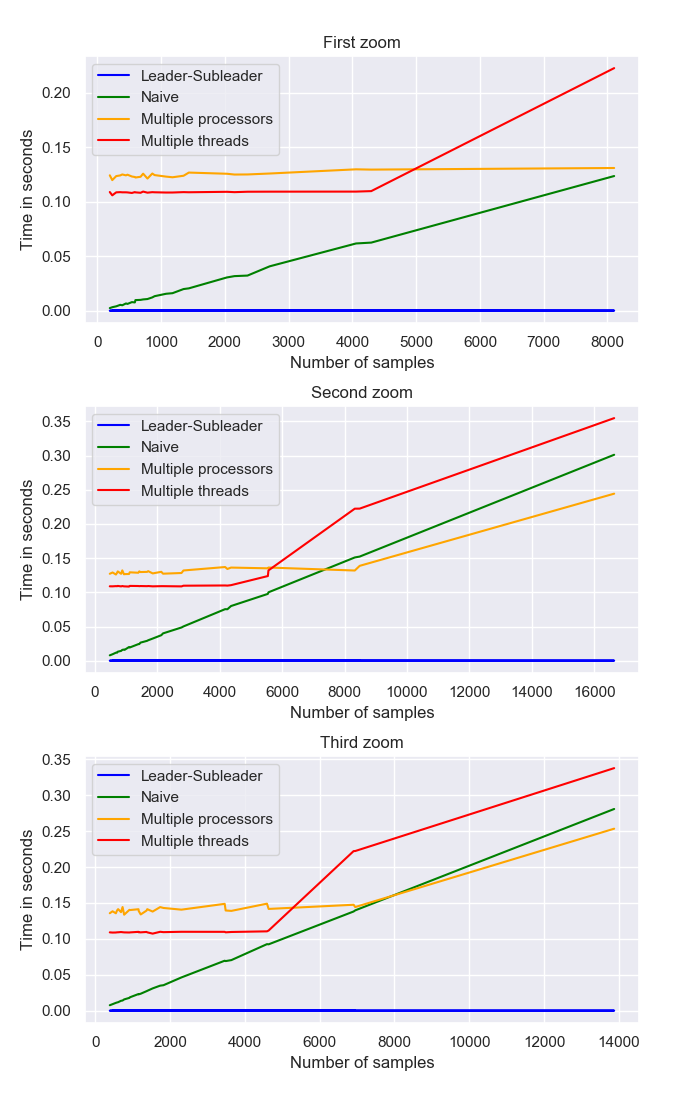 First zoom
Leader-Subleader
Naive
Multiple processors
Multiple threads
Time in seconds
0.20
0.15
0.10
0.05
0.00
0 1000 2000 3000 4000 5000 6000 7000 8000
Number of samples
Second zoom
Leader-Subleader
Naive
Multiple processors
Multiple threads
Time in seconds
0.35
0.30
0.25
0.20
0.15
0.10
0.05
0.00
0 2000 4000 6000 8000 10000 12000 14000 16000
Number of samples
Third zoom
Leader-Subleader
Naive
Multiple processors
Multiple threads
Time in seconds
0.35
0.30
0.25
0.20
0.15
0.10
0.05
0.00
0 2000 4000 6000 8000 10000 12000 14000
Number of samples